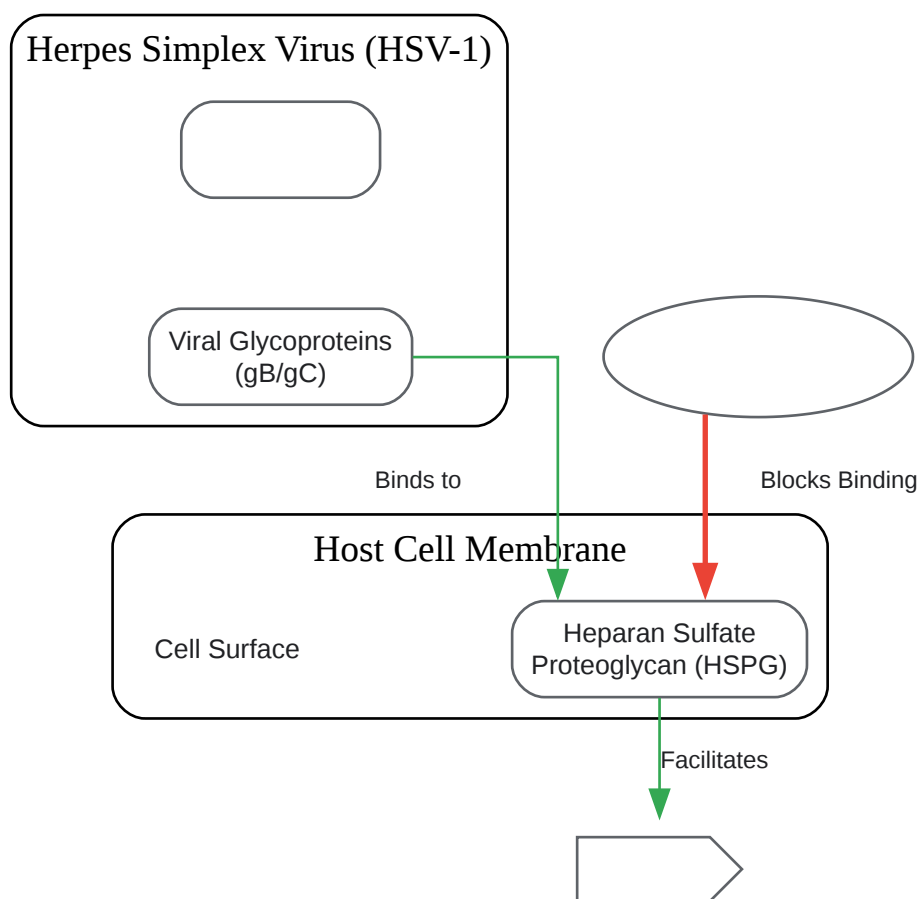 Herpes Simplex Virus (HSV-1)
Viral Glycoproteins
(gB/gC)
Binds to
Blocks Binding
Host Cell Membrane
Cell Surface
Heparan Sulfate
Proteoglycan (HSPG)
Facilitates